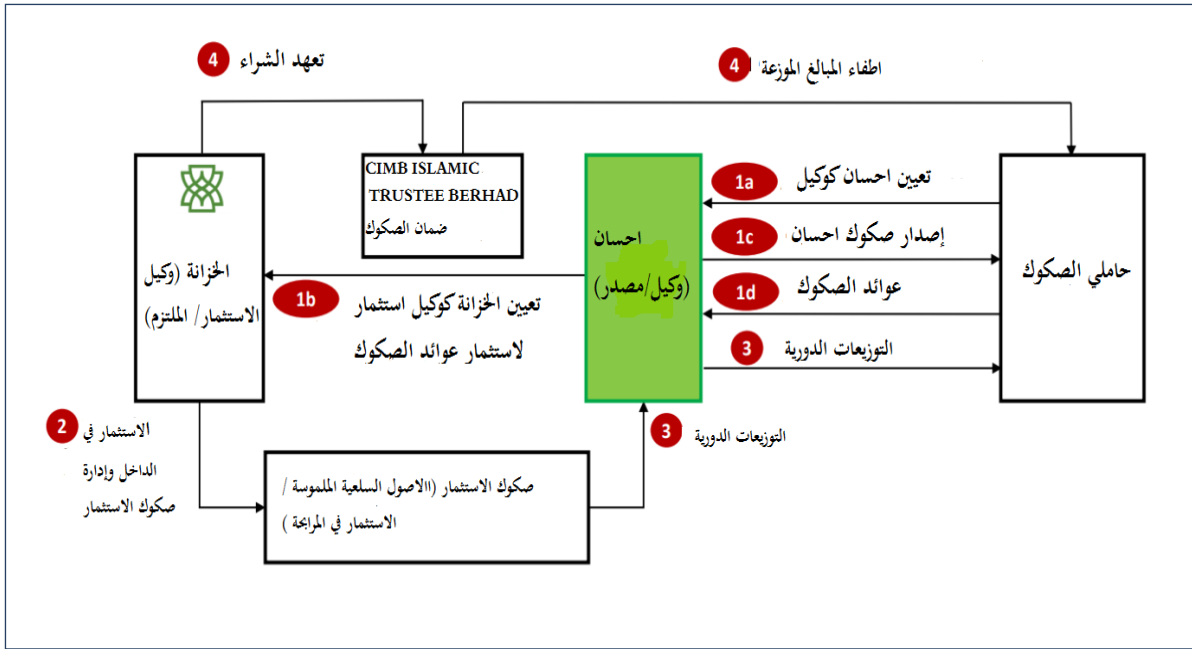 4 تعهد الشراء
4 اطفاء المبالغ الموزعة
CIMB ISLAMIC
TRUSTEE BERHAD
ضمان الصكوك
الخزانة (وكيل
الاستثمار/ الملتزم)
1b
تعيين الخزانة كوكيل استثمار
لاستثمار عوائد الصكوك
احسان
(وكيل/مصدر)
1a تعيين احسان كوكيل
1c إصدار صكوك احسان
1d عوائد الصكوك
3 التوزيعات الدورية
حاملي الصكوك
2 الاستثمار في
الداخل وإدارة
صكوك الاستثمار
صكوك الاستثمار (االاصول السلعية الملموسة /
الاستثمار في المرابحة )
3 التوزيعات الدورية